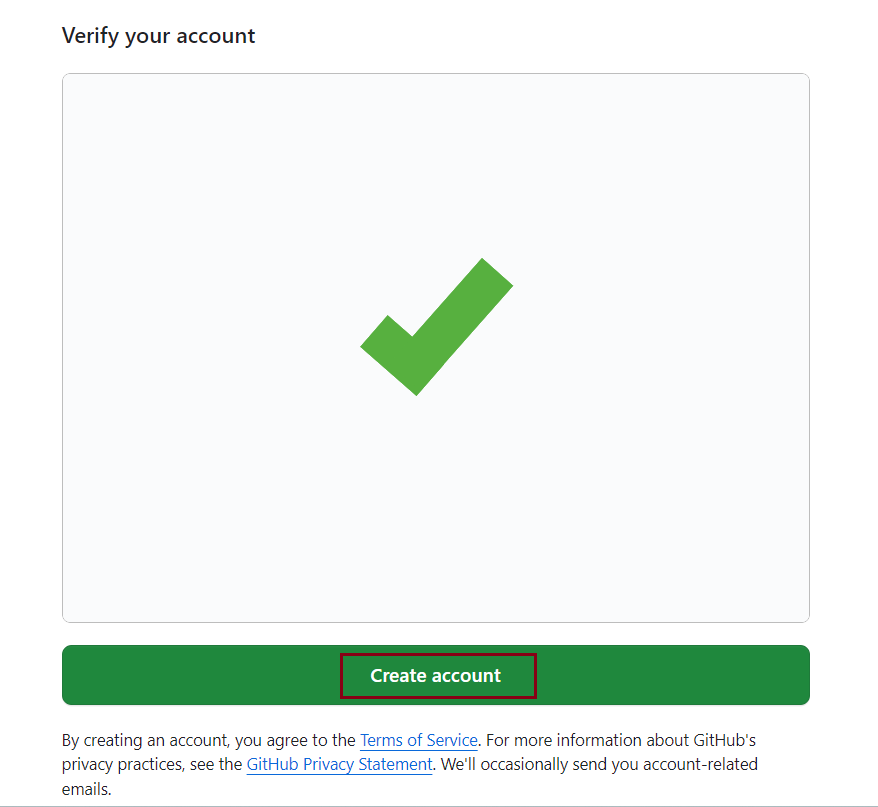 Verify your account
Create account
By creating an account, you agree to the Terms of Service. For more information about GitHub's
privacy practices, see the GitHub Privacy Statement. We'll occasionally send you account-related
emails.